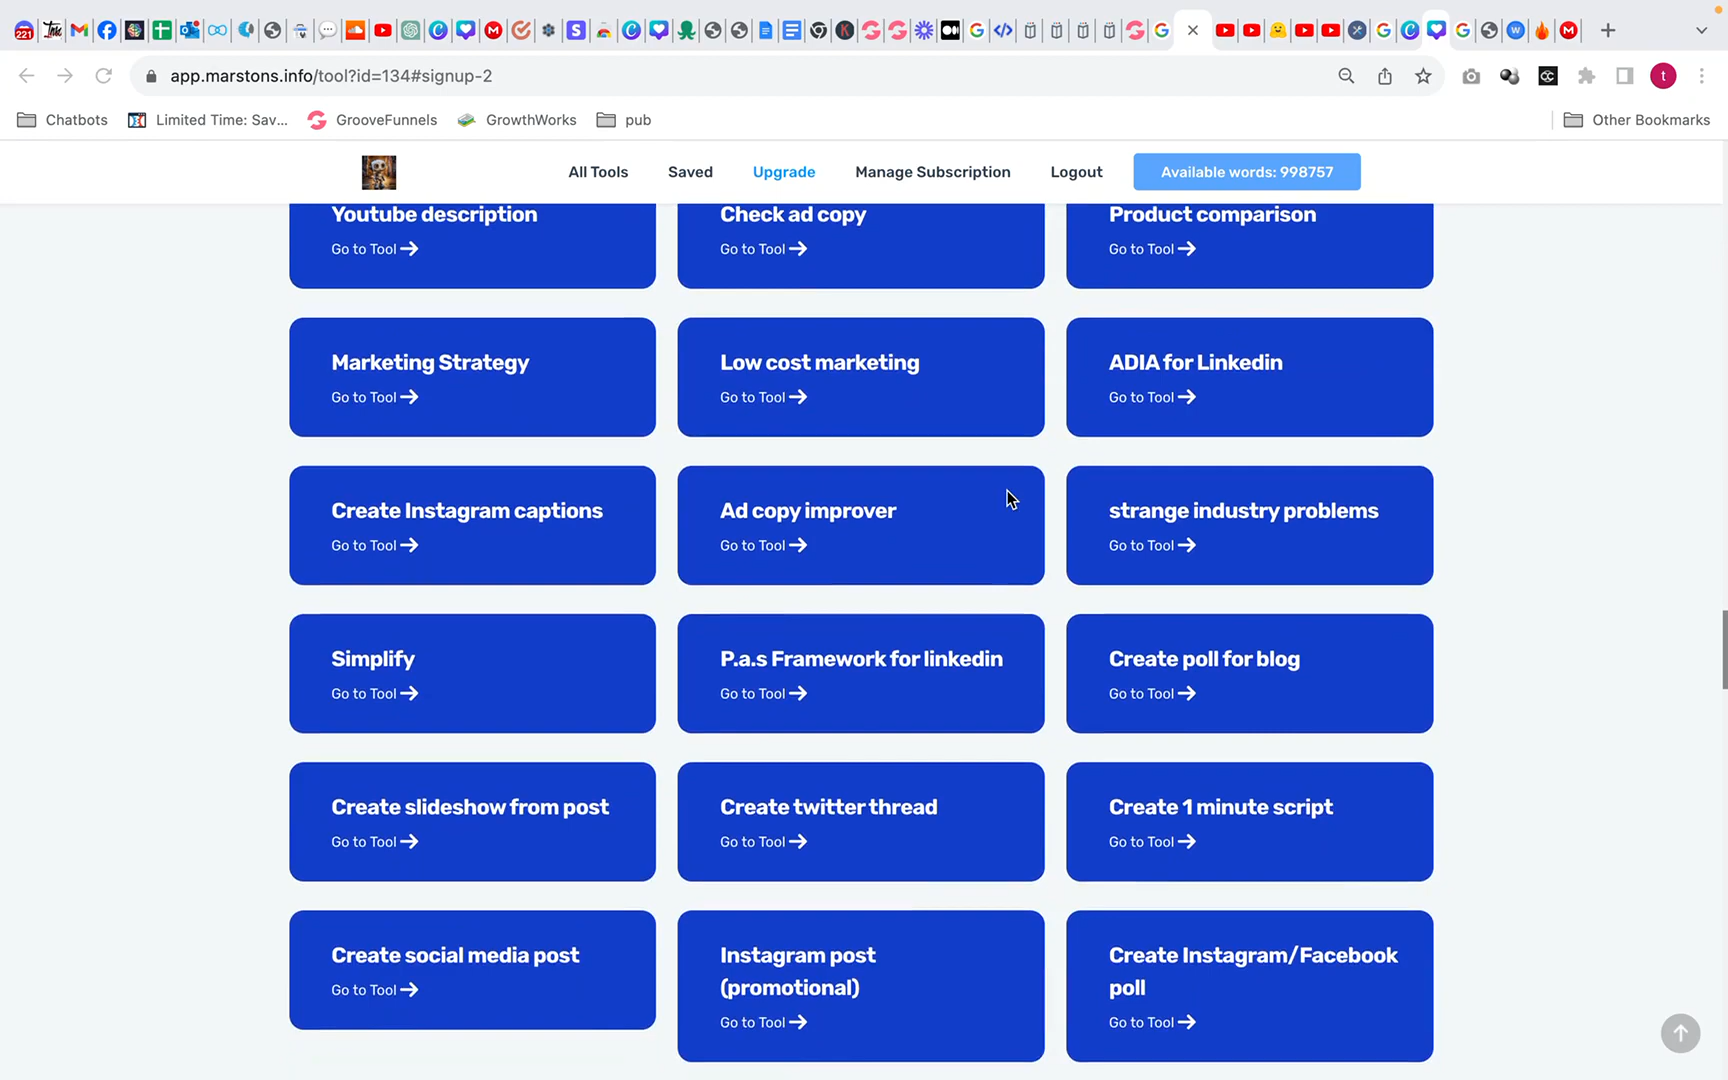 221
app.marstons.info/tool?id=134#signup-2
t
Chatbots
Limited Time: Sav...
GrooveFunnels
GrowthWorks
pub
Other Bookmarks
All Tools
Saved
Upgrade
Manage Subscription
Logout
Available words: 998757
Youtube description
Go to Tool
Check ad copy
Go to Tool
Product comparison
Go to Tool
Marketing Strategy
Go to Tool
Low cost marketing
Go to Tool
ADIA for Linkedin
Go to Tool
Create Instagram captions
Go to Tool
Ad copy improver
Go to Tool
strange industry problems
Go to Tool
Simplify
Go to Tool
P.a.s Framework for linkedin
Go to Tool
Create poll for blog
Go to Tool
Create slideshow from post
Go to Tool
Create twitter thread
Go to Tool
Create 1 minute script
Go to Tool
Create social media post
Go to Tool
Instagram post
(promotional)
Go to Tool
Create Instagram/Facebook
poll
Go to Tool